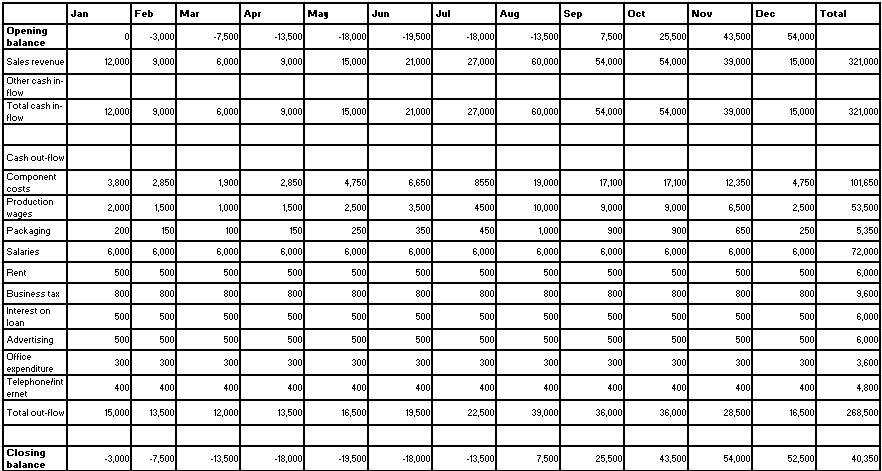 Jan Feb Mar Apr May Jun Jul Aug Sep Oct Nov Dec Total
Opening
balance 0 -3,000 -7,500 -13,500 -18,000 -19,500 -18,000 -13,500 7,500 25,500 43,500 54,000
Sales revenue 12,000 9,000 6,000 9,000 15,000 21,000 27,000 60,000 54,000 54,000 39,000 15,000 321,000
Other cash in-
flow
Total cash in-
flow 12,000 9,000 6,000 9,000 15,000 21,000 27,000 60,000 54,000 54,000 39,000 15,000 321,000
Cash out-flow
Component
costs 3,800 2,850 1,900 2,850 4,750 6,650 8550 19,000 17,100 17,100 12,350 4,750 101,650
Production
wages 2,000 1,500 1,000 1,500 2,500 3,500 4500 10,000 9,000 9,000 6,500 2,500 53,500
Packaging 200 150 100 150 250 350 450 1,000 900 900 650 250 5,350
Salaries 6,000 6,000 6,000 6,000 6,000 6,000 6,000 6,000 6,000 6,000 6,000 6,000 72,000
Rent 500 500 500 500 500 500 500 500 500 500 500 500 6,000
Business tax 800 800 800 800 800 800 800 800 800 800 800 800 9,600
Interest on
loan 500 500 500 500 500 500 500 500 500 500 500 500 6,000
Advertising 500 500 500 500 500 500 500 500 500 500 500 500 6,000
Office
expenditure 300 300 300 300 300 300 300 300 300 300 300 300 3,600
Telephone/int
ernet 400 400 400 400 400 400 400 400 400 400 400 400 4,800
Total out-flow 15,000 13,500 12,000 13,500 16,500 19,500 22,500 39,000 36,000 36,000 28,500 16,500 268,500
Closing
balance -3,000 -7,500 -13,500 -18,000 -19,500 -18,000 -13,500 7,500 25,500 43,500 54,000 52,500 40,350